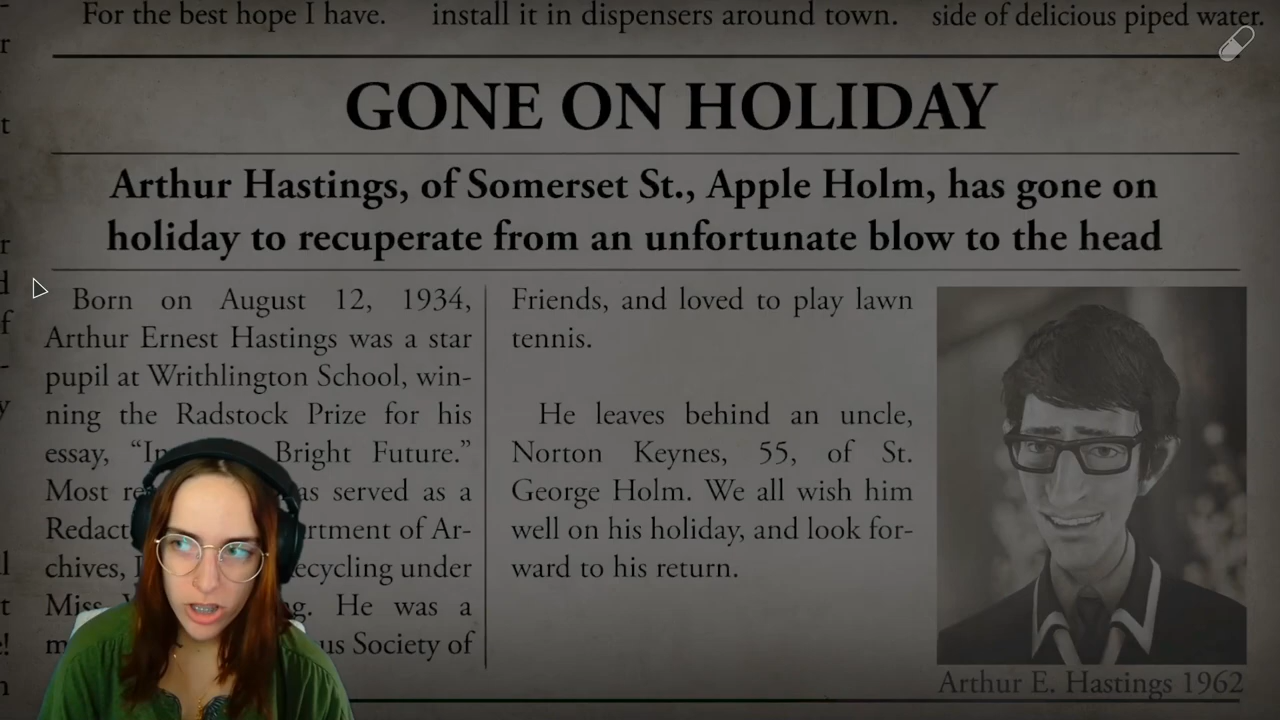 For the best hope I have.
install it in dispensers around town.
side of delicious piped water.
GONE ON HOLIDAY
Arthur Hastings, of Somerset St., Apple Holm, has gone on
holiday to recuperate from an unfortunate blow to the head
Born on August 12, 1934,
Arthur Ernest Hastings was a star
pupil at Writhlington School, win-
ning the Radstock Prize for his
essay, “In Bright Future.”
Most as served as a
of Ar-
chives, ecycling under
Miss He was a
Society of
Friends, and loved to play lawn
tennis.
He leaves behind an uncle,
Norton Keynes, 55, of St.
George Holm. We all wish him
well on his holiday, and look for-
ward to his return.
Arthur E. Hastings 1962